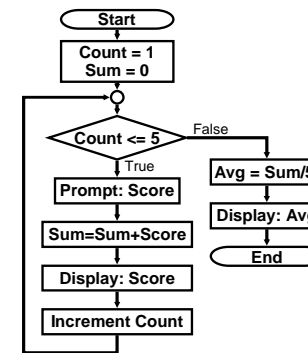 Start
Count = 1
Sum = 0
Count <= 5
False
True
Prompt: Score
Sum=Sum+Score
Display: Score
Increment Count
Avg = Sum/5
Display: Av
End